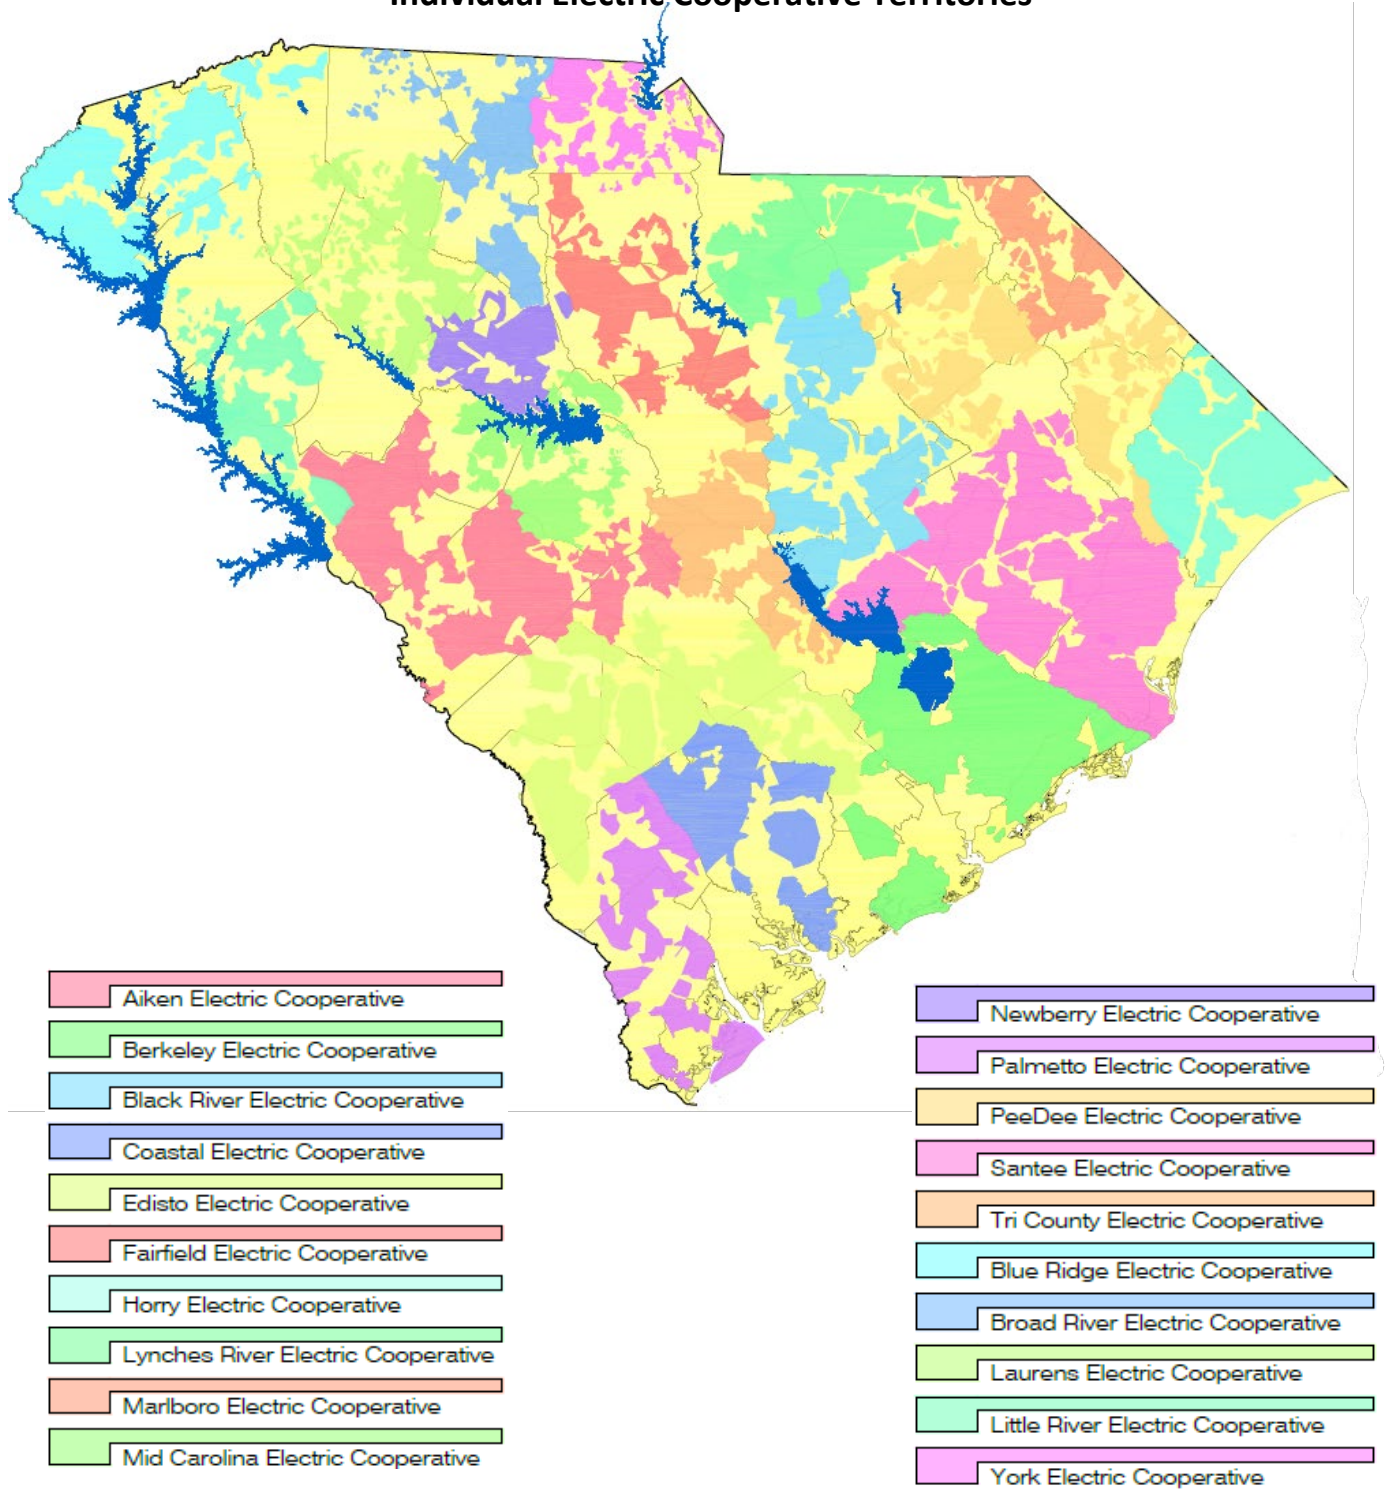 Individual Electric Cooperative Territories
Aiken Electric Cooperative
Berkeley Electric Cooperative
Black River Electric Cooperative
Coastal Electric Cooperative
Edisto Electric Cooperative
Fairfield Electric Cooperative
Horry Electric Cooperative
Lynches River Electric Cooperative
Marlboro Electric Cooperative
Mid Carolina Electric Cooperative
Newberry Electric Cooperative
Palmetto Electric Cooperative
PeeDee Electric Cooperative
Santee Electric Cooperative
Tri County Electric Cooperative
Blue Ridge Electric Cooperative
Broad River Electric Cooperative
Laurens Electric Cooperative
Little River Electric Cooperative
York Electric Cooperative